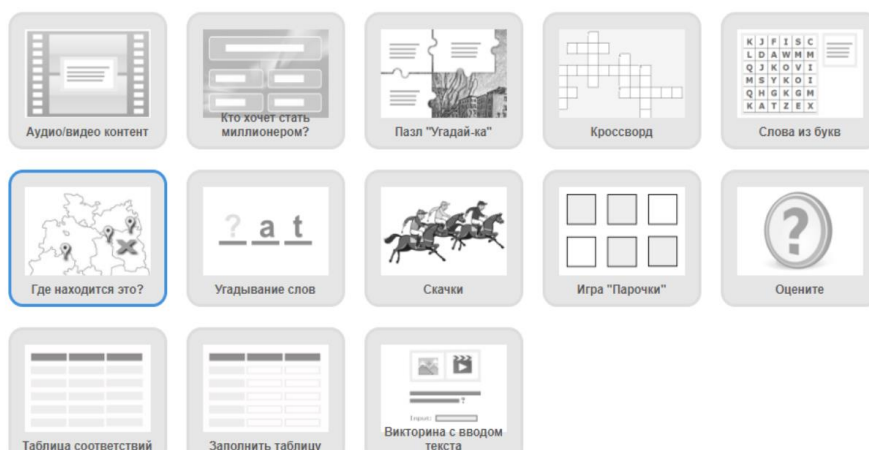 Аудио/видео контент
Кто хочет стать
миллионером?
Пазл "Угадай-ка"
Кроссворд
K J F I S C
L D A W M M
Q J K O V I
M S Y K O I
Q H G K G M
K A T Z E X
Слова из букв
Где находится это?
? a t
Угадывание слов
Скачки
Игра "Парочки"
?
Оцените
Таблица соответствий
Заполнить таблицу
?
Input:
Викторина с вводом
текста